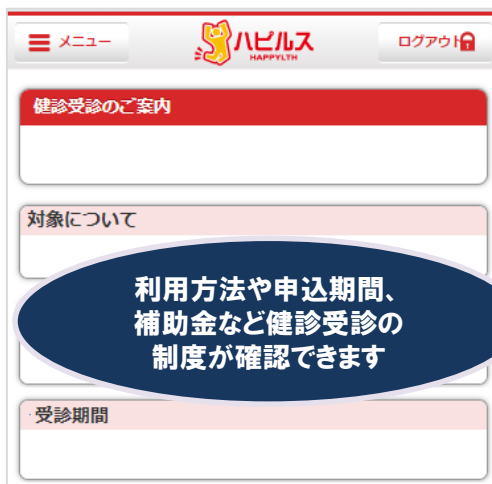 メニュー
ハピルス
HAPPYLTH
ログアウト
健診受診のご案内
対象について
利用方法や申込期間、
補助金など健診受診の
制度が確認できます
受診期間